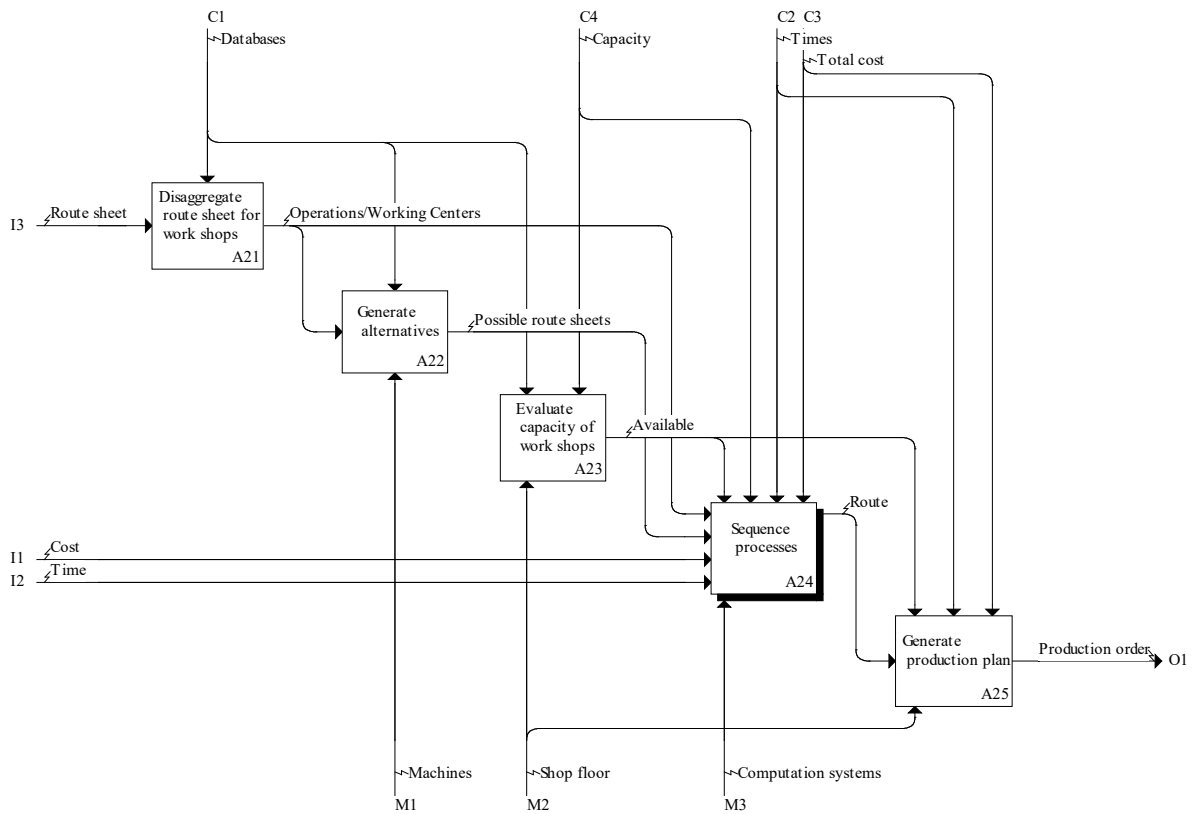 C1
C4
C2 C3
Databases
Capacity
Times
Total cost
Disaggregate
route sheet for
work shops
A21
I3
Route sheet
Operations/Working Centers
Generate
alternatives
A22
Possible route sheets
Evaluate
capacity of
work shops
A23
Available
Sequence
processes
A24
Route
I1
Cost
I2
Time
Generate
production plan
A25
Production order
O1
Machines
Shop floor
Computation systems
M1
M2
M3